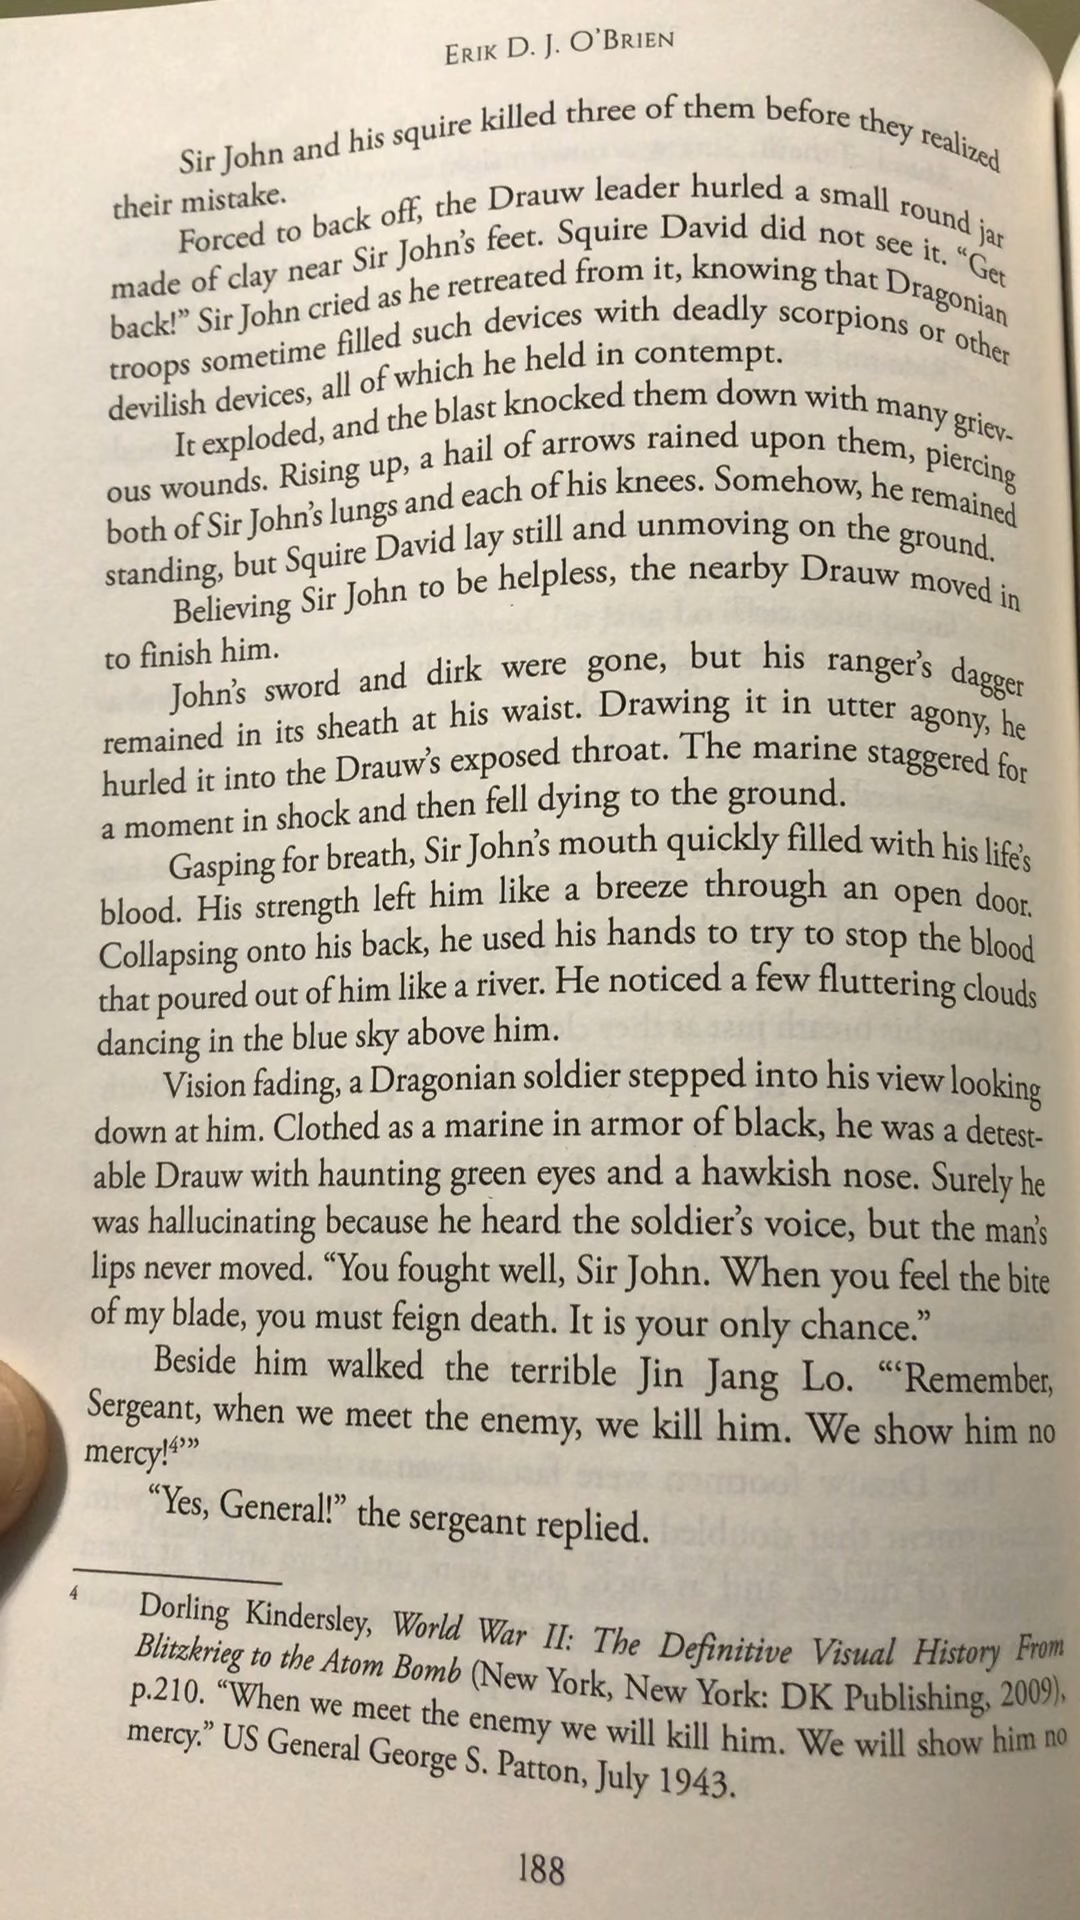 ERIK D. J. O'BRIEN
Sir John and his squire killed three of them before they realized
their mistake.
Forced to back off, the Drauw leader hurled a small round jar
made of clay near Sir John's feet. Squire David did not see it. “Get
back!” Sir John cried as he retreated from it, knowing that Dragonian
troops sometime filled such devices with deadly scorpions or other
devilish devices, all of which he held in contempt.
It exploded, and the blast knocked them down with many griev-
ous wounds. Rising up, a hail of arrows rained upon them, piercing
both of Sir John's lungs and each of his knees. Somehow, he remained
standing, but Squire David lay still and unmoving on the ground.
Believing Sir John to be helpless, the nearby Drauw moved in
to finish him.
John's sword and dirk were gone, but his ranger's dagger
remained in its sheath at his waist. Drawing it in utter agony, he
hurled it into the Drauw's exposed throat. The marine staggered for
a moment in shock and then fell dying to the ground.
Gasping for breath, Sir John's mouth quickly filled with his life's
blood. His strength left him like a breeze through an open door.
Collapsing onto his back, he used his hands to try to stop the blood
that poured out of him like a river. He noticed a few fluttering clouds
dancing in the blue sky above him.
Vision fading, a Dragonian soldier stepped into his view looking
down at him. Clothed as a marine in armor of black, he was a detest-
able Drauw with haunting green eyes and a hawkish nose. Surely he
was hallucinating because he heard the soldier's voice, but the man's
lips never moved. “You fought well, Sir John. When you feel the bite
of my blade, you must feign death. It is your only chance.”
Beside him walked the terrible Jin Jang Lo. “‘Remember,
Sergeant, when we meet the enemy, we kill him. We show him no
mercy!4’”
“Yes, General!” the sergeant replied.
4 Dorling Kindersley, World War II: The Definitive Visual History From
Blitzkrieg to the Atom Bomb (New York, New York: DK Publishing, 2009),
p.210. “When we meet the enemy we will kill him. We will show him no
mercy.” US General George S. Patton, July 1943.
188